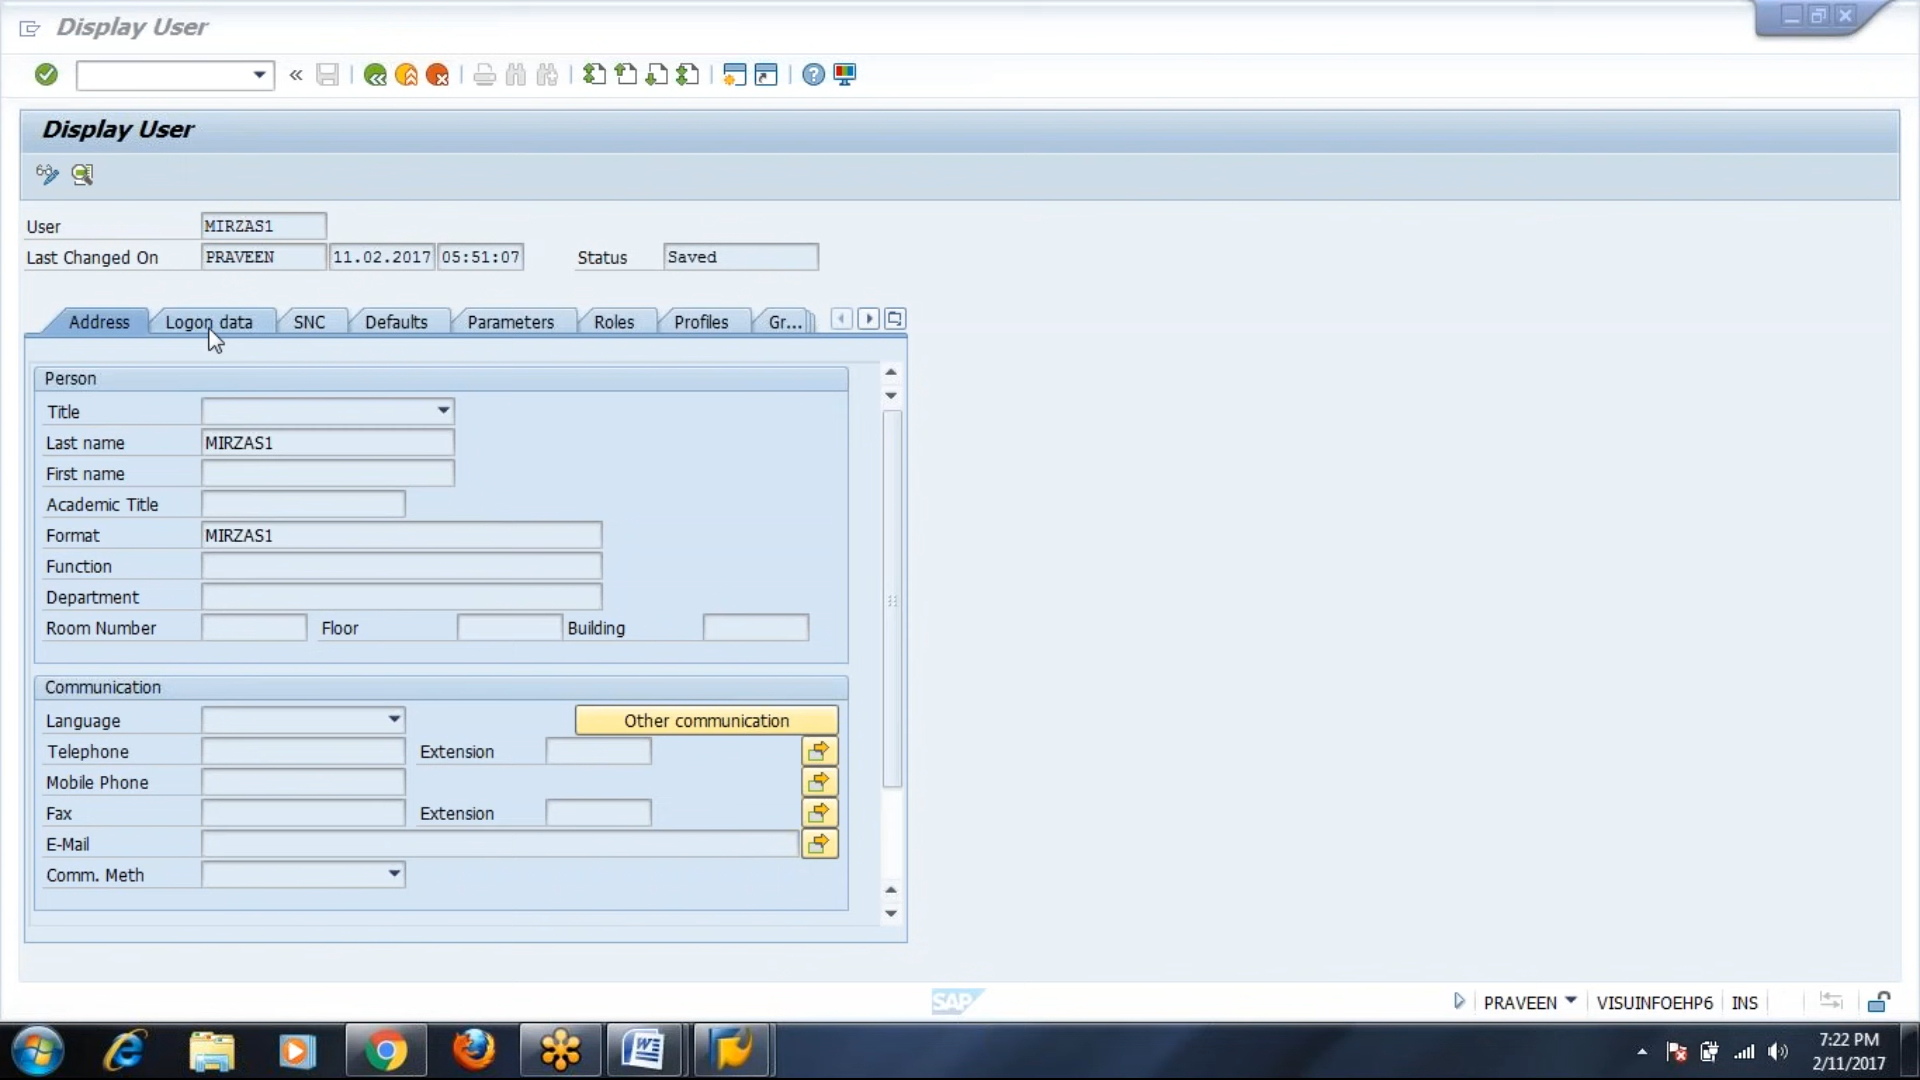 Display User
Display User
User MIRZAS1
Last Changed On PRAVEEN 11.02.2017 05:51:07 Status Saved
Address Logon data SNC Defaults Parameters Roles Profiles Gr...
Person
Title
Last name MIRZAS1
First name
Academic Title
Format MIRZAS1
Function
Department
Room Number Floor Building
Communication
Language Other communication
Telephone Extension
Mobile Phone
Fax Extension
E-Mail
Comm. Meth
SAP PRAVEEN VISUINFOEHP6 INS
7:22 PM
2/11/2017